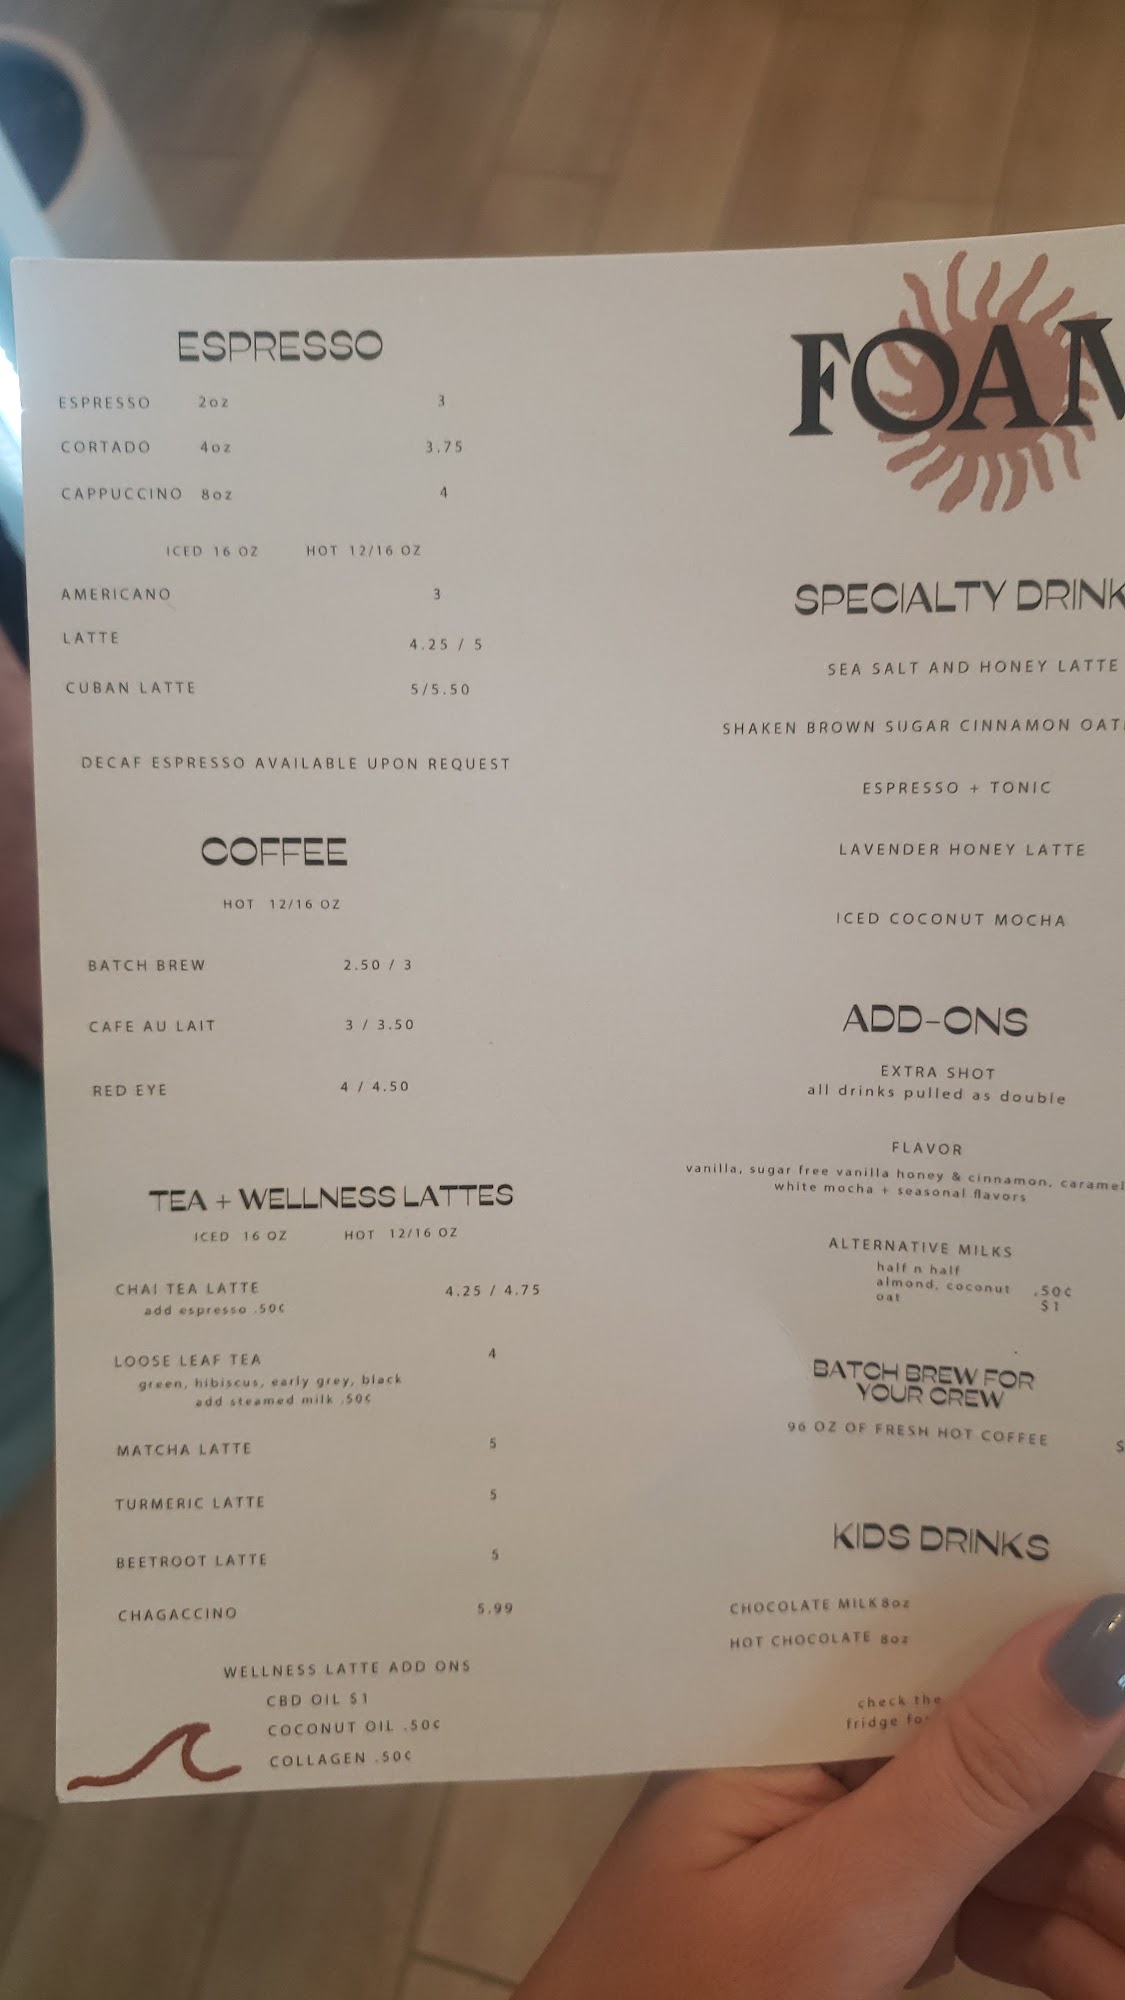 ESPRESSO
ESPRESSO 2oz 3
CORTADO 4oz 3.75
CAPPUCCINO 8oz 4
ICED 16 OZ HOT 12/16 OZ
AMERICANO 3
LATTE 4.25 / 5
CUBAN LATTE 5/5.50
DECAF ESPRESSO AVAILABLE UPON REQUEST
COFFEE
HOT 12/16 OZ
BATCH BREW 2.50 / 3
CAFE AU LAIT 3 / 3.50
RED EYE 4 / 4.50
TEA + WELLNESS LATTES
ICED 16 OZ HOT 12/16 OZ
CHAI TEA LATTE 4.25 / 4.75
add espresso .50¢
LOOSE LEAF TEA 4
green, hibiscus, early grey, black
add steamed milk .50¢
MATCHA LATTE 5
TURMERIC LATTE 5
BEETROOT LATTE 5
CHAGACCINO 5.99
WELLNESS LATTE ADD ONS
CBD OIL $1
COCONUT OIL .50¢
COLLAGEN .50¢
FOAM
SPECIALTY DRINK
SEA SALT AND HONEY LATTE
SHAKEN BROWN SUGAR CINNAMON OAT
ESPRESSO + TONIC
LAVENDER HONEY LATTE
ICED COCONUT MOCHA
ADD-ONS
EXTRA SHOT
all drinks pulled as double
FLAVOR
vanilla, sugar free vanilla honey & cinnamon, caramel
white mocha + seasonal flavors
ALTERNATIVE MILKS
half n half
almond, coconut .50¢
oat $1
BATCH BREW FOR
YOUR CREW
96 OZ OF FRESH HOT COFFEE $
KIDS DRINKS
CHOCOLATE MILK 8oz
HOT CHOCOLATE 8oz
check the
fridge